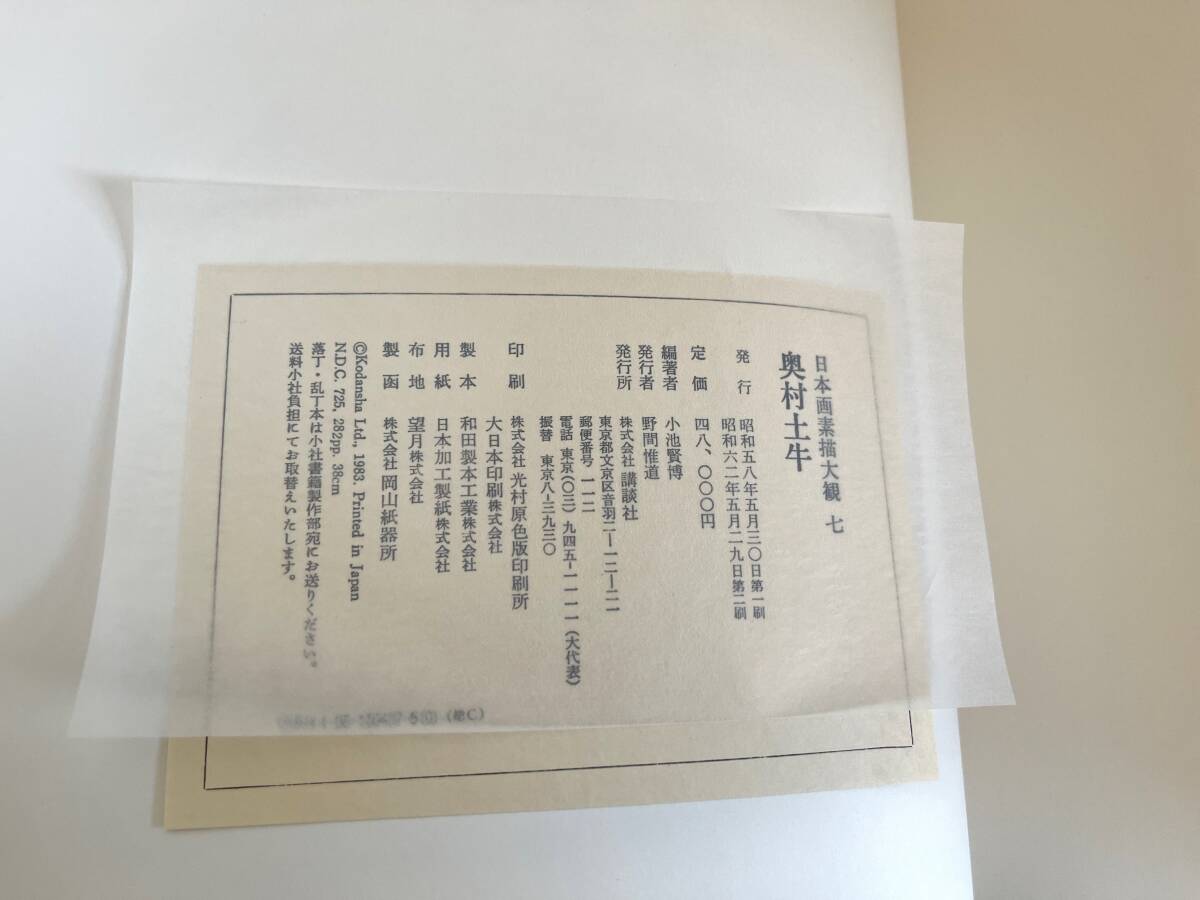 日本画素描大観 七
奥村土牛
発行 昭和五八年五月三〇日第一刷
昭和六二年五月二九日第二刷
定価 四八、〇〇〇円
編著者 小池賢博
発行者 野間惟道
発行所 株式会社 講談社
東京都文京区音羽二ー一二ー二一
郵便番号 一一二
電話 東京(〇三)九四五ー一一一一(大代表)
振替 東京八ー三九三〇
印刷 株式会社 光村原色版印刷所
大日本印刷株式会社
製本 和田製本工業株式会社
用紙 日本加工製紙株式会社
布地 望月株式会社
製函 株式会社 岡山紙器所
©Kodansha Ltd., 1983. Printed in Japan
N.D.C. 725, 282pp. 38cm
落丁・乱丁本は小社書籍製作部宛にお送りください。
送料小社負担にてお取替えいたします。
(絵C)